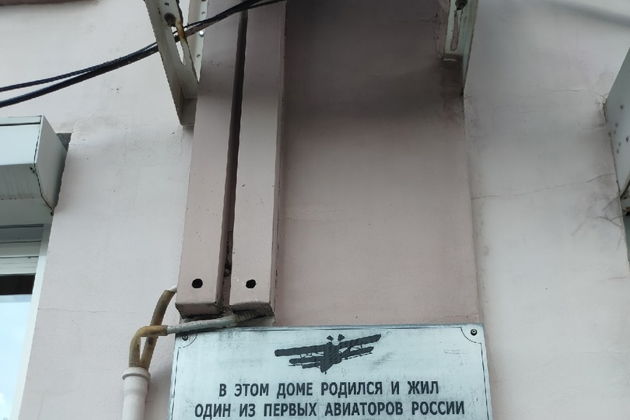 В ЭТОМ ДОМЕ РОДИЛСЯ И ЖИЛ
ОДИН ИЗ ПЕРВЫХ АВИАТОРОВ РОССИИ